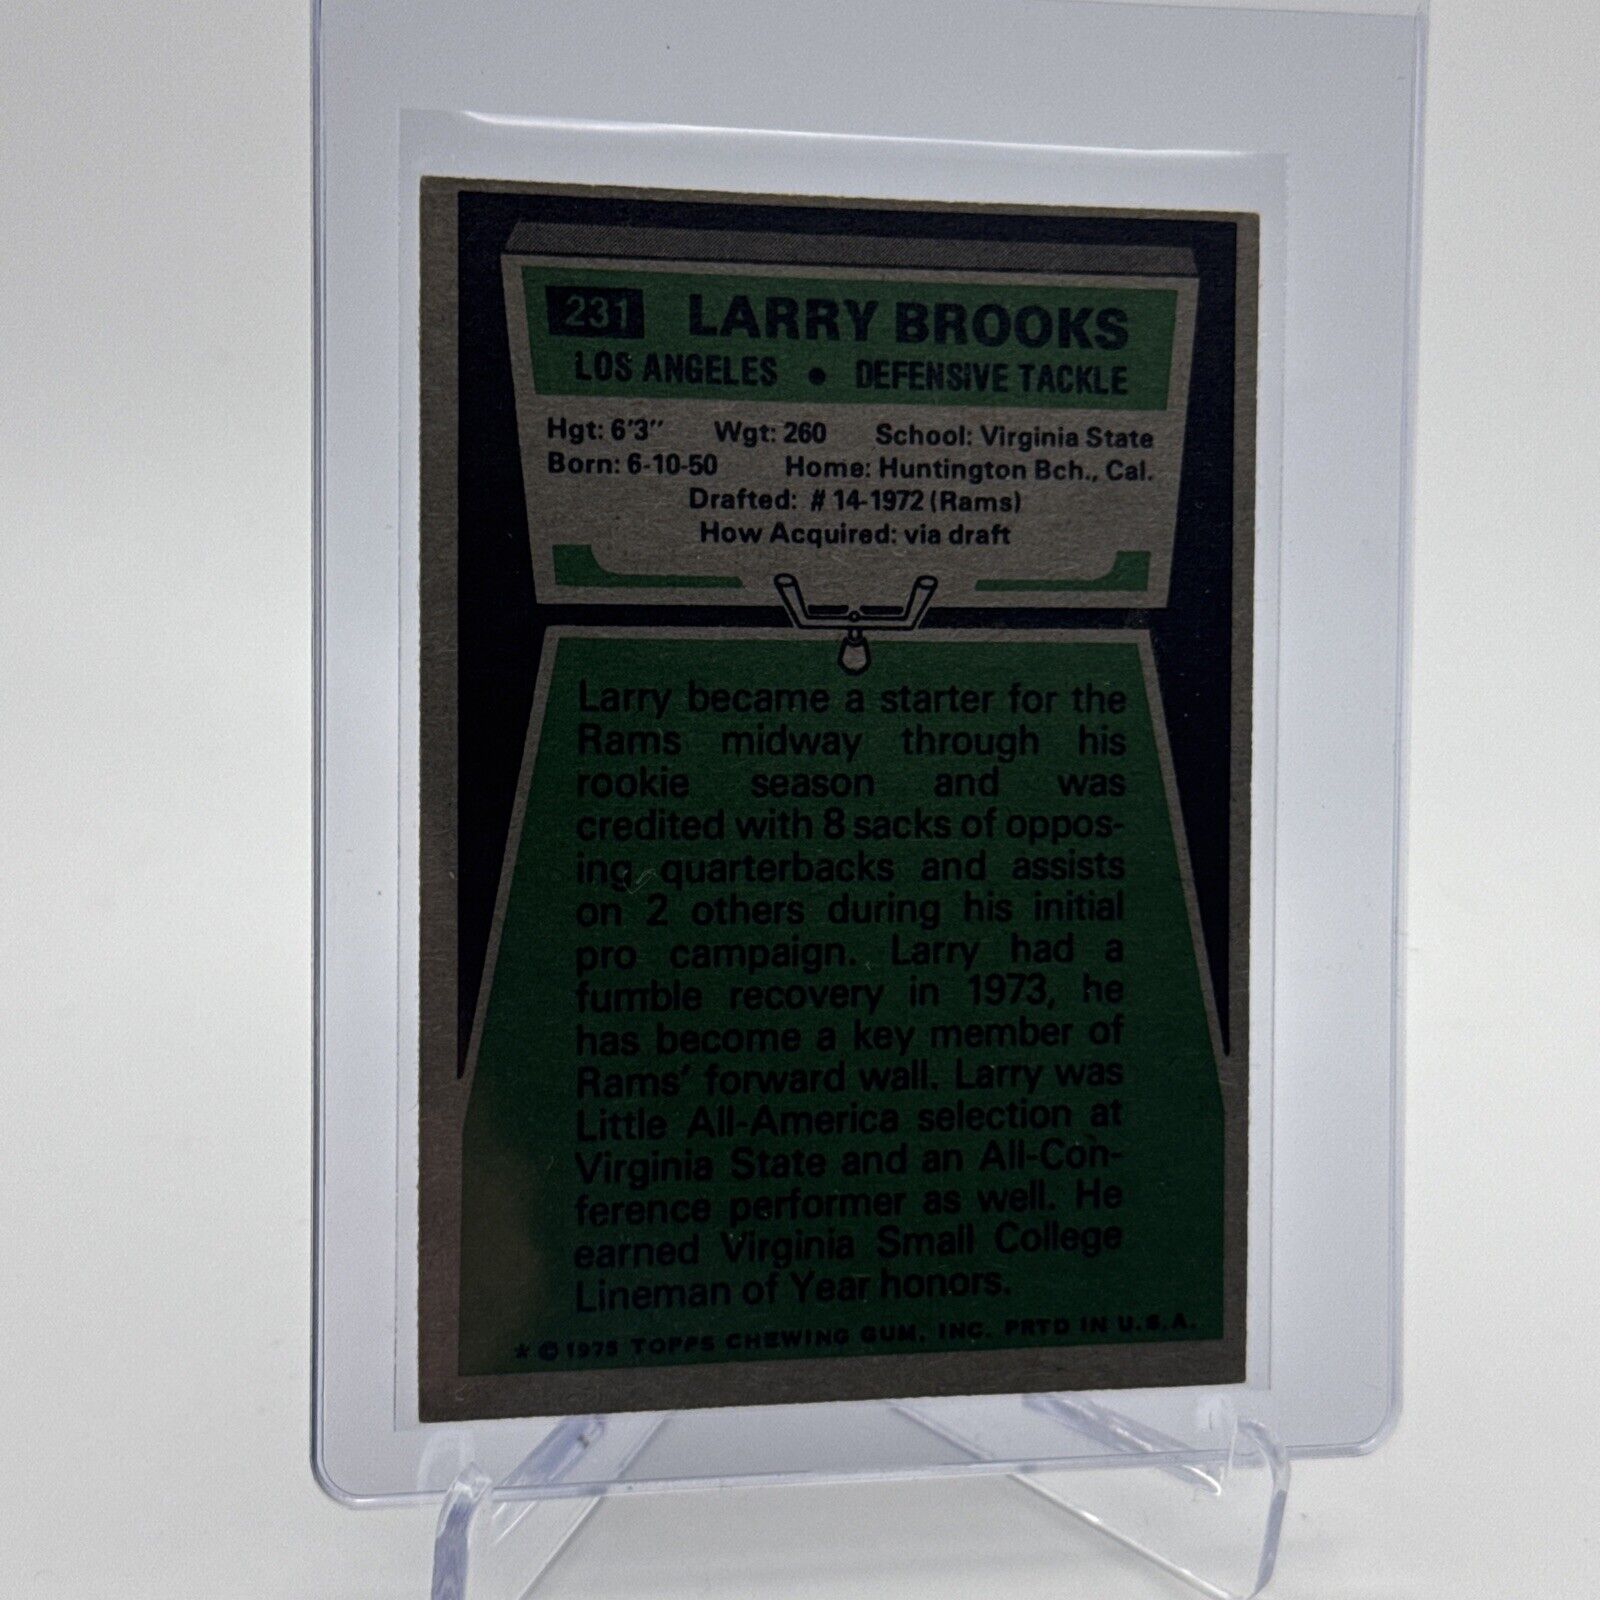 231 LARRY BROOKS
LOS ANGELES • DEFENSIVE TACKLE
Hgt: 6'3" Wgt: 260 School: Virginia State
Born: 6-10-50 Home: Huntington Bch., Cal.
Drafted: #14-1972 (Rams)
How Acquired: via draft
Larry became a starter for the
Rams midway through his
rookie season and was
credited with 8 sacks of oppos-
ing quarterbacks and assists
on 2 others during his initial
pro campaign. Larry had a
fumble recovery in 1973, he
has become a key member of
Rams' forward wall. Larry was
Little All-America selection at
Virginia State and an All-Con-
ference performer as well. He
earned Virginia Small College
Lineman of Year honors.
* © 1975 TOPPS CHEWING GUM, INC. PRTD IN U.S.A.